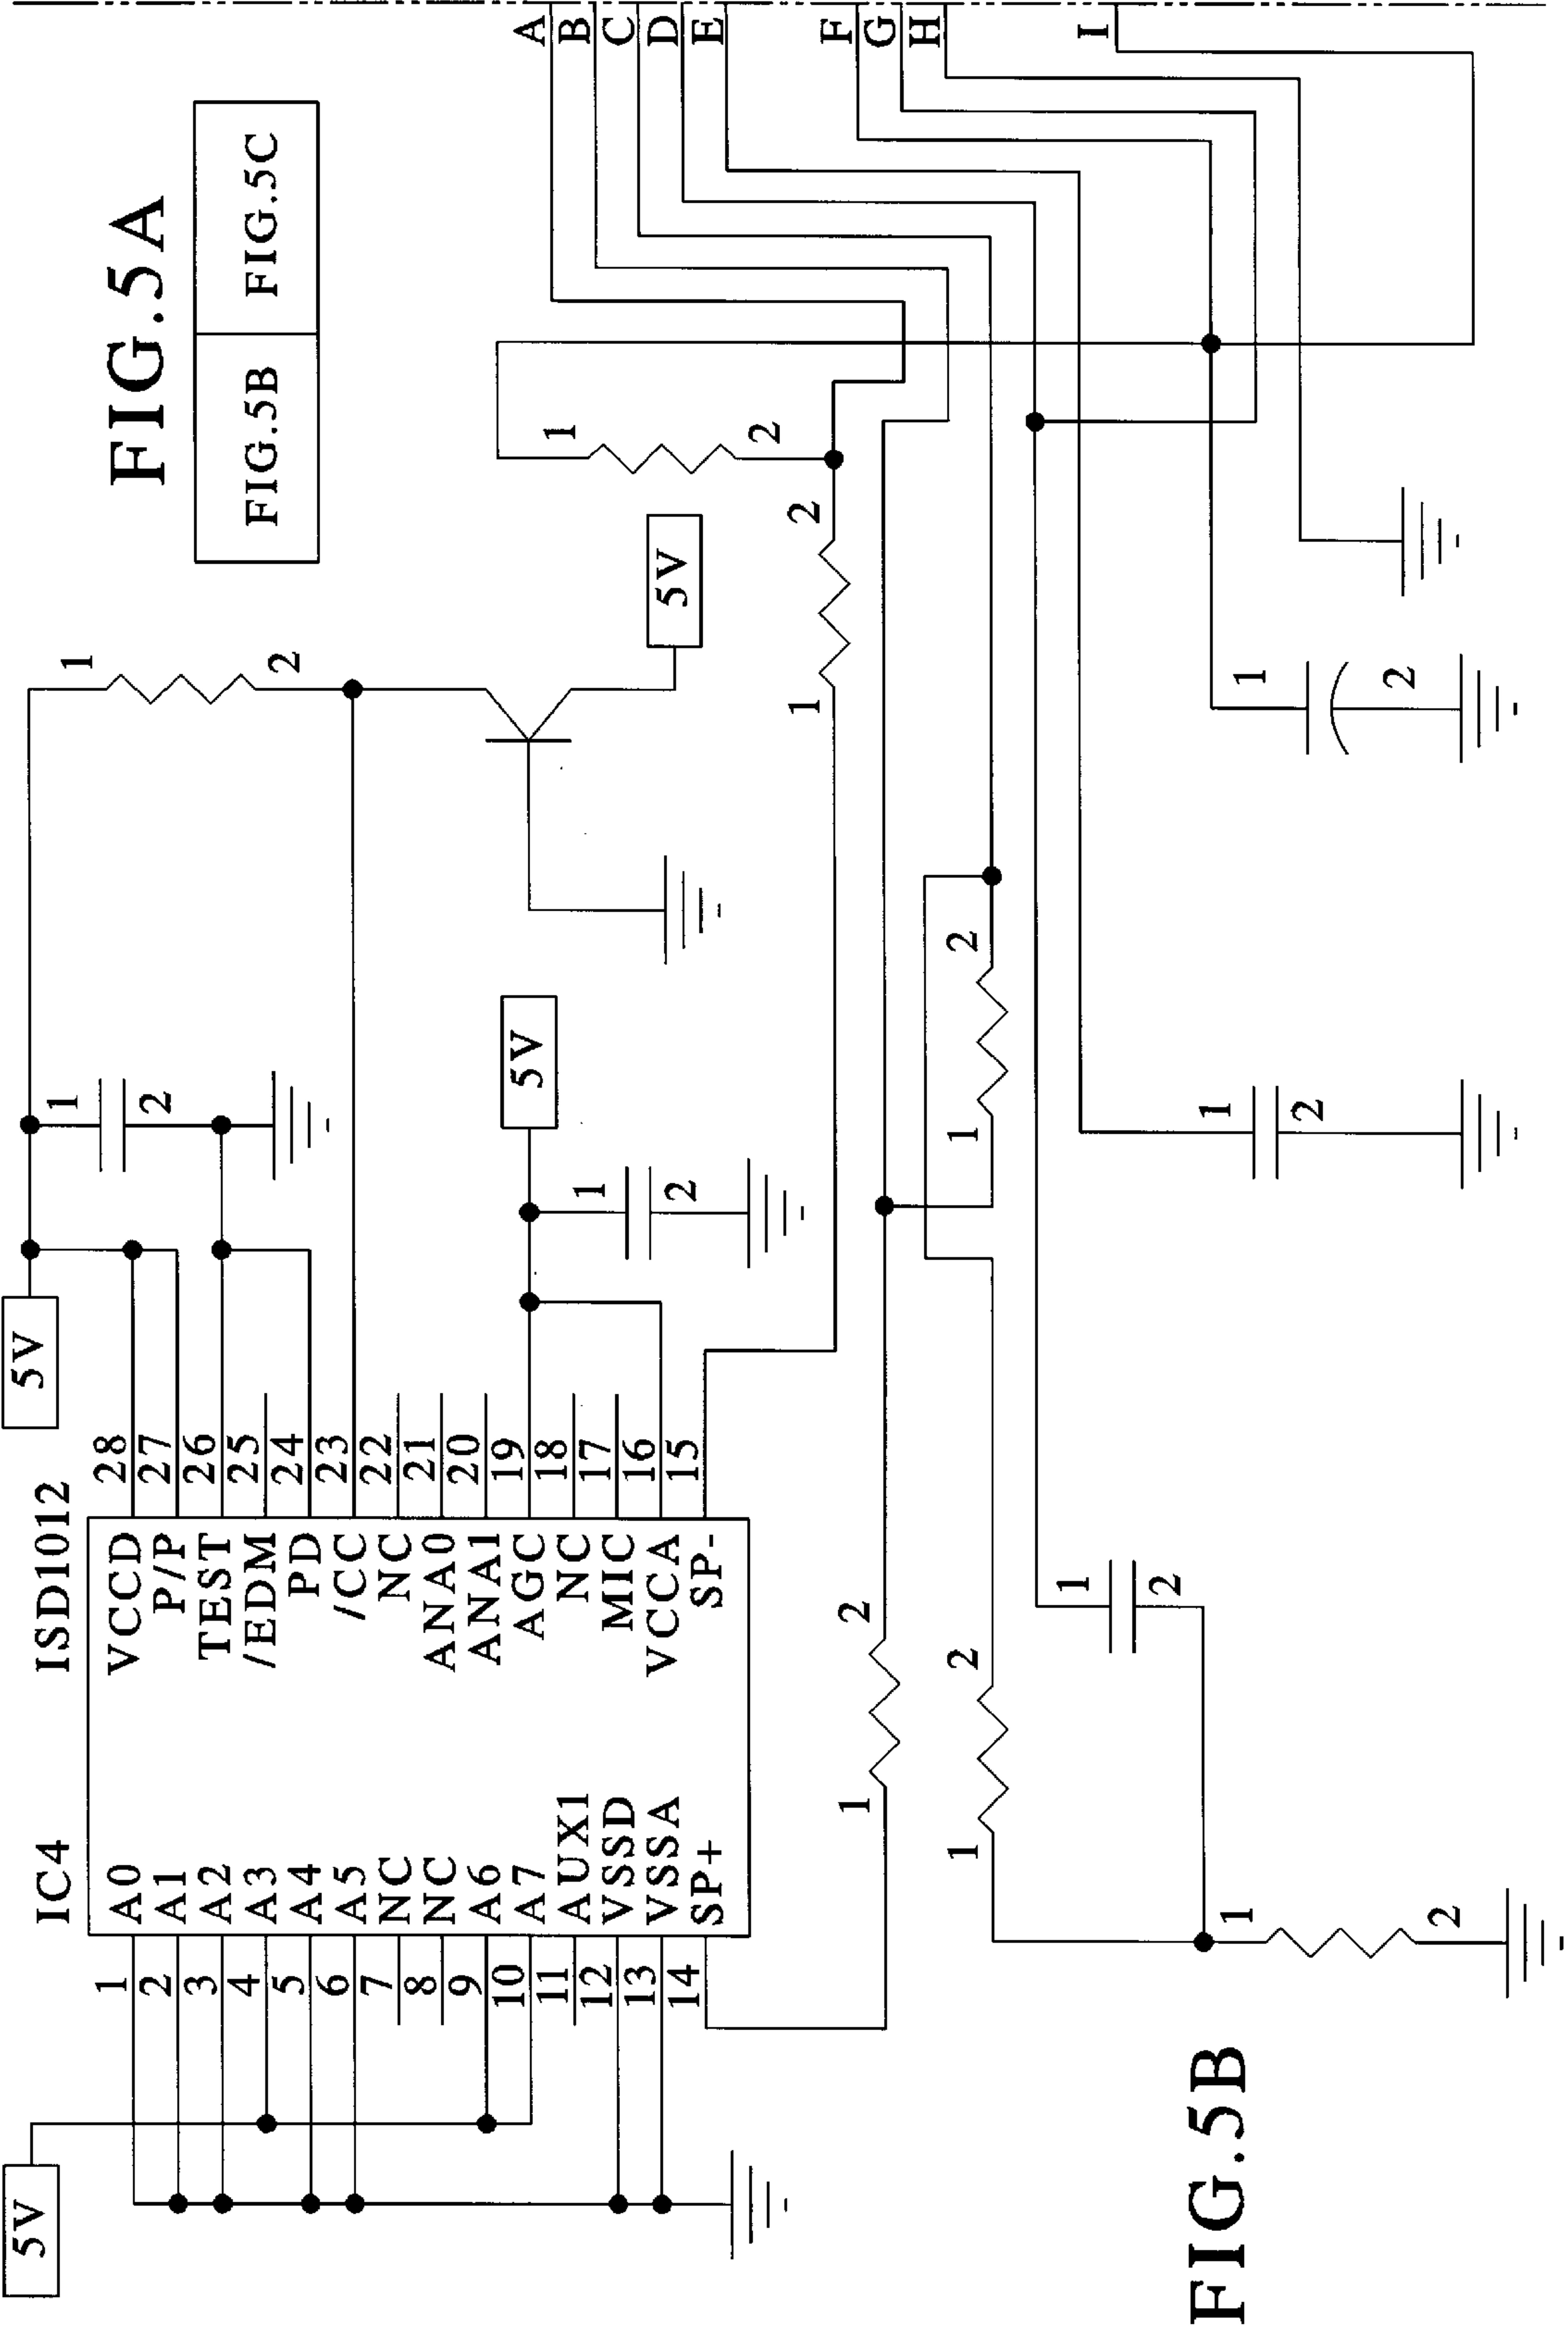 FIG.5A
FIG.5B FIG.5C
A
B
C
D
E
F
G
H
I
5V
5V
IC4 ISD1012
1 A0 VCCD 28
2 A1 P/P 27
3 A2 TEST 26
4 A3 /EDM 25
5 A4 PD 24
6 A5 /CC 23
7 NC NC 22
8 NC ANA0 21
9 A6 ANA1 20
10 A7 AGC 19
11 AUX1 NC 18
12 VSSD MIC 17
13 VSSA VCCA 16
14 SP+ SP- 15
1 2
1 2
5V
1 2
5V
1 2
1 2
1 2
1 2
1 2
1 2
1 2
1 2
1 2
FIG.5B